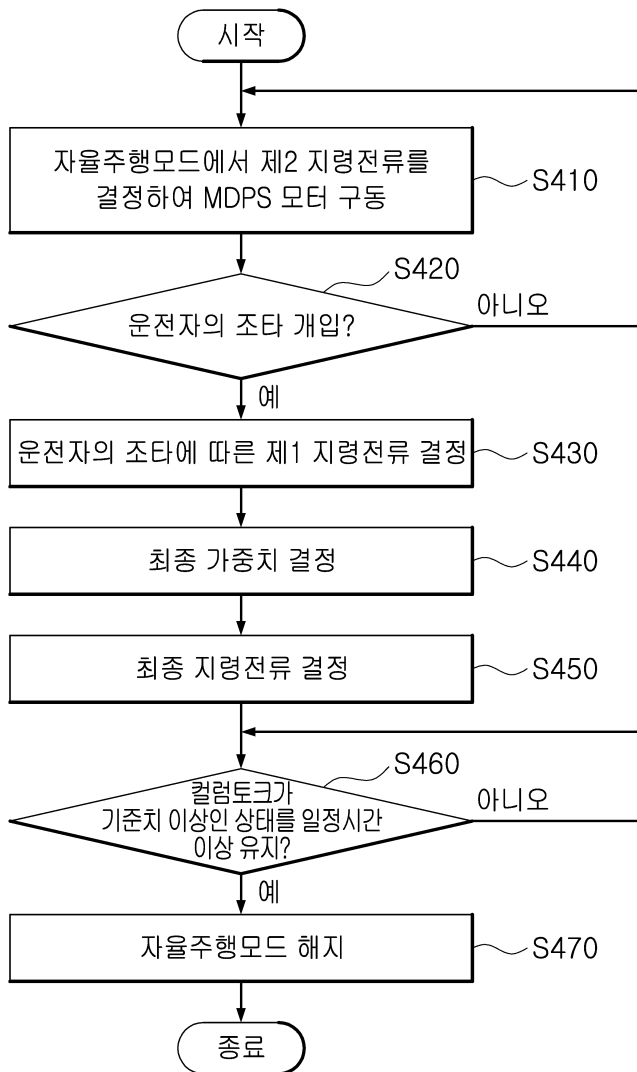 시작
자율주행모드에서 제2 지령전류를
결정하여 MDPS 모터 구동
S410
S420
운전자의 조타 개입?
아니오
예
운전자의 조타에 따른 제1 지령전류 결정
S430
최종 가중치 결정
S440
최종 지령전류 결정
S450
S460
컬럼토크가
기준치 이상인 상태를 일정시간
이상 유지?
아니오
예
자율주행모드 해지
S470
종료